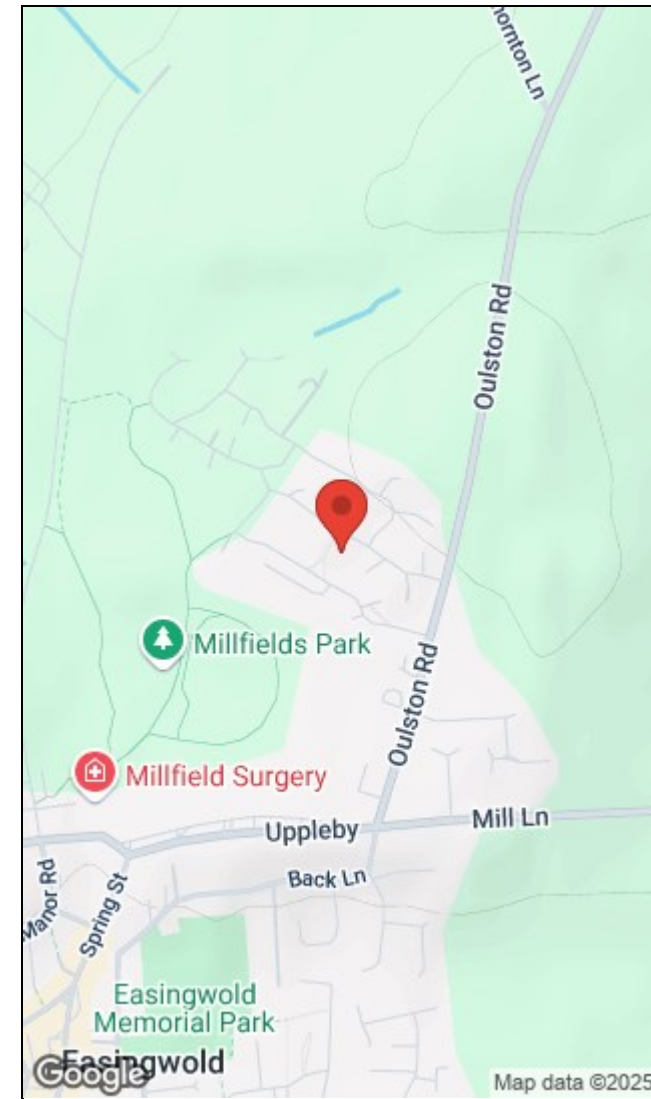 hornton Ln
Oulston Rd
Millfields Park
Oulston Rd
Millfield Surgery
Uppleby
Mill Ln
Back Ln
Manor Rd
Spring St
Easingwold
Memorial Park
Easingwold
Google
Map data ©2025